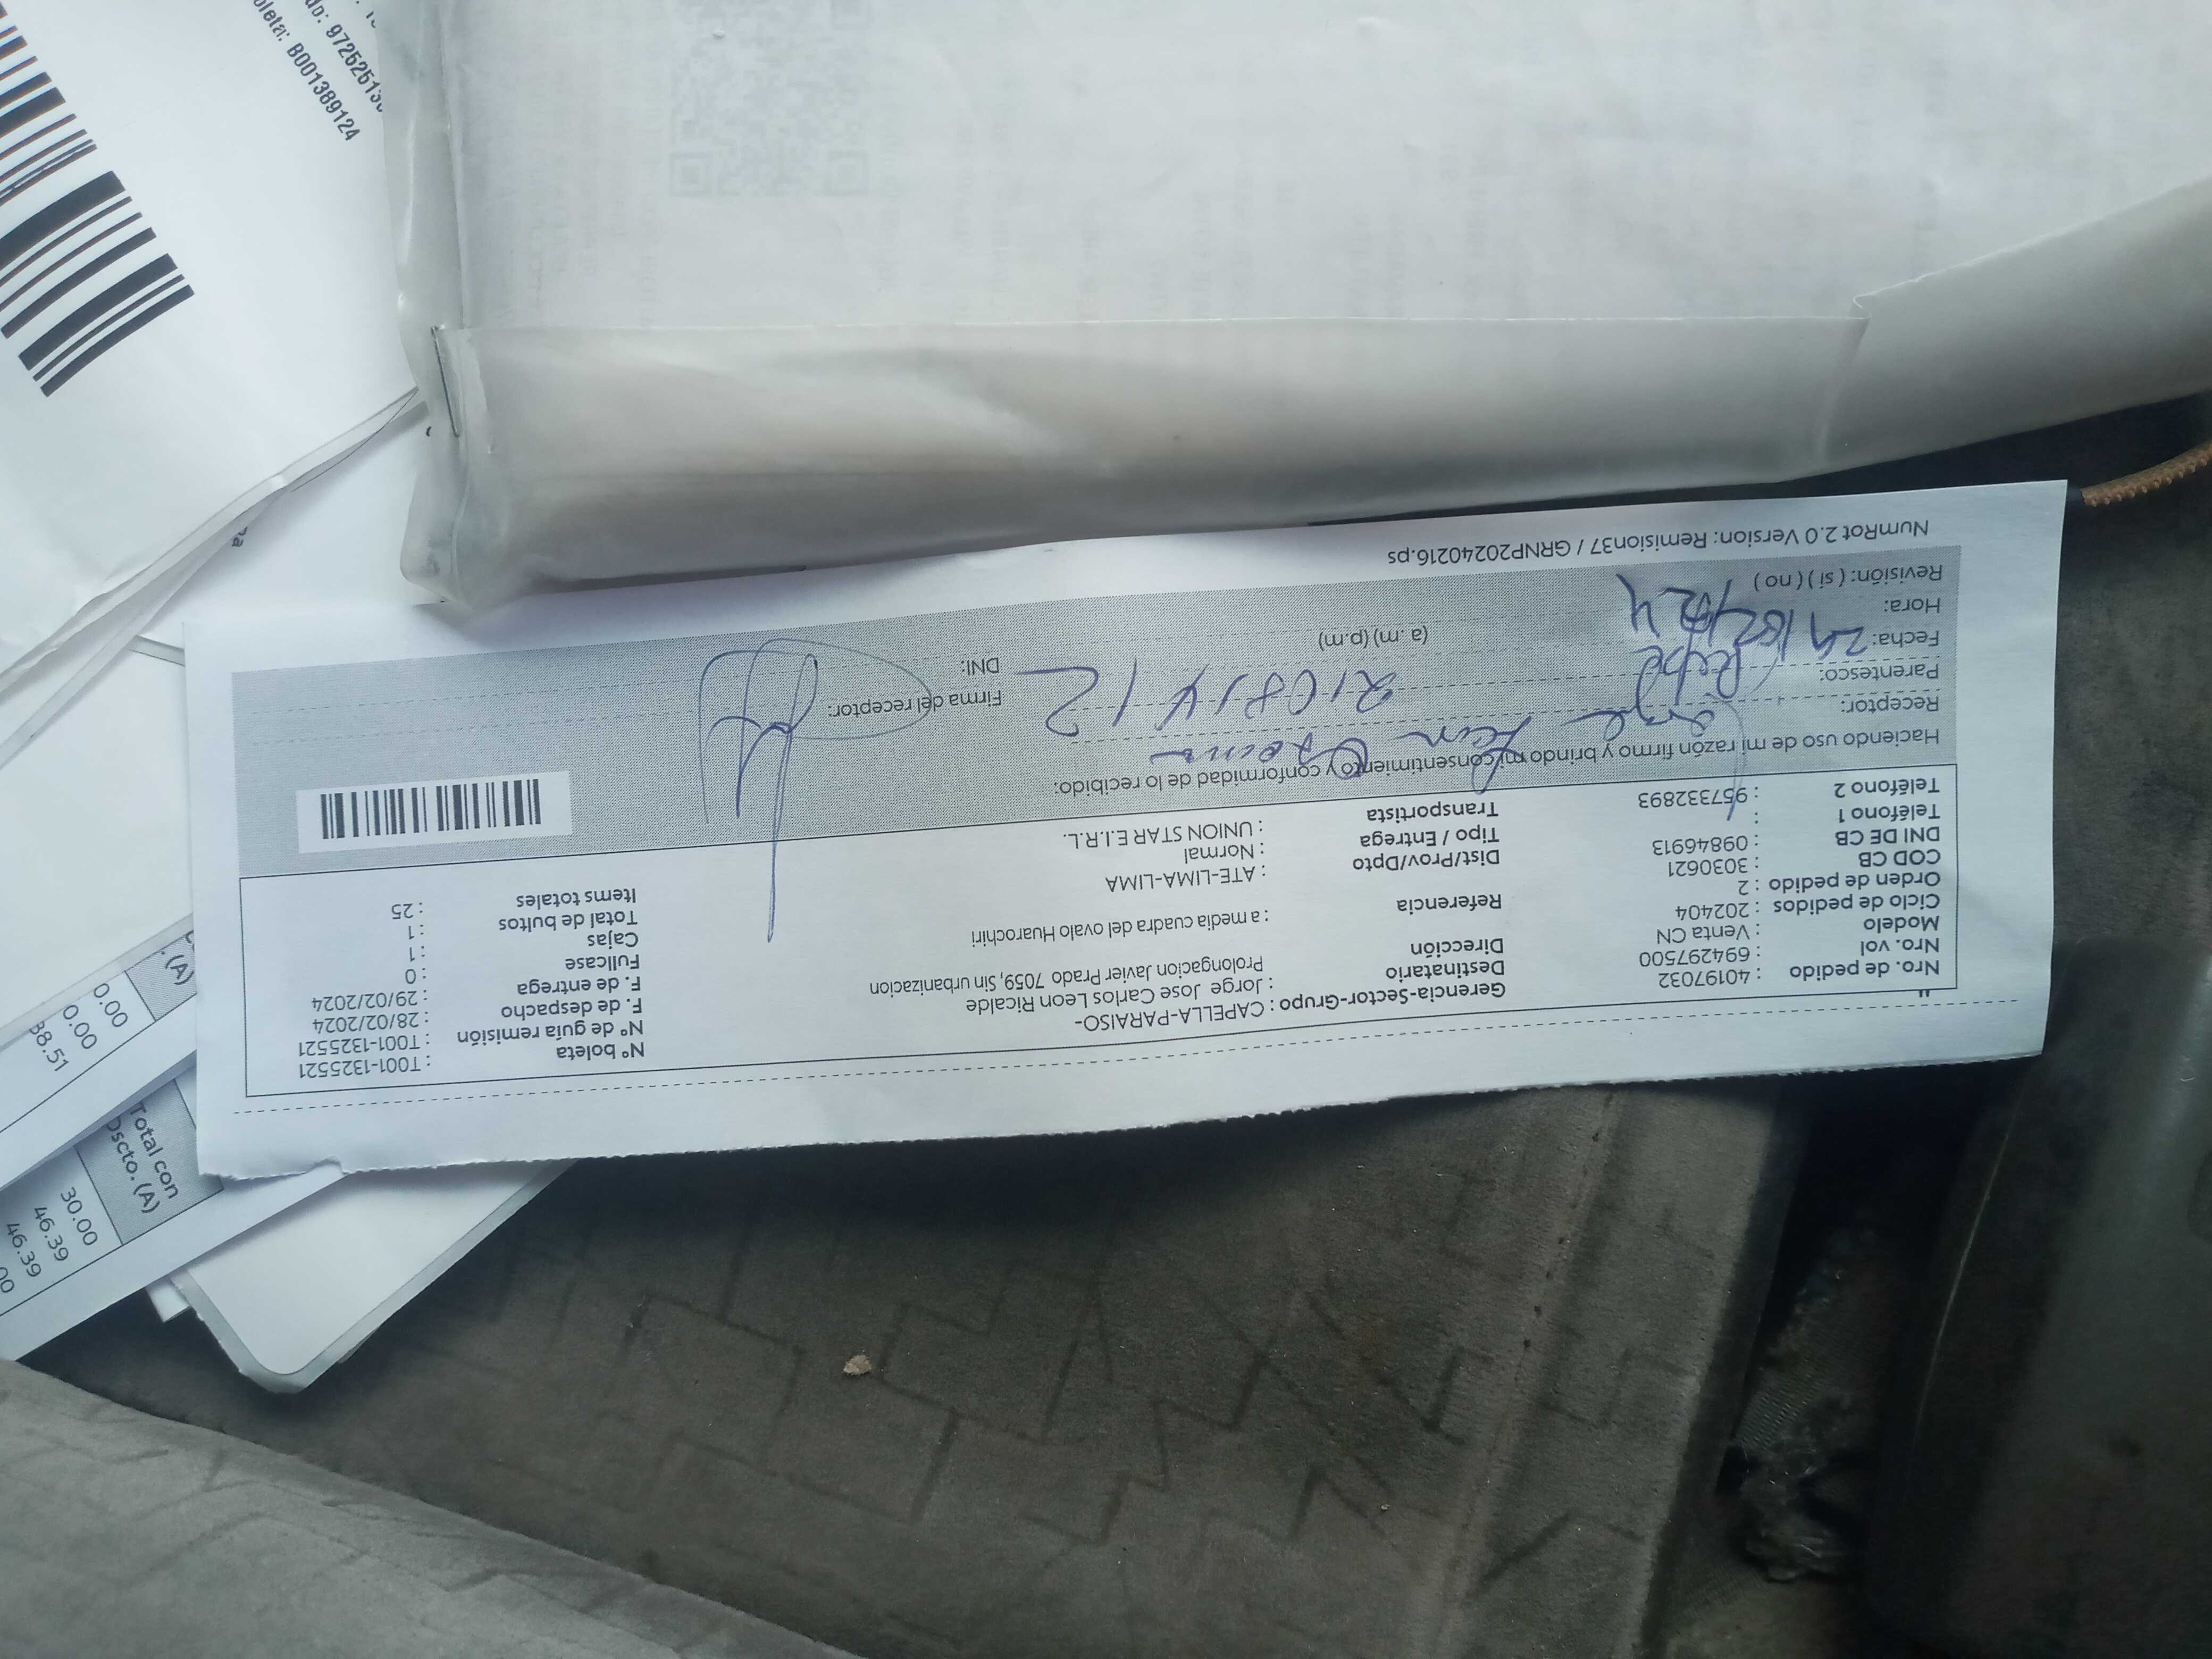 Nro. de pedido : 40197032
Nro. vol : 694297500
Modelo : Venta CN
Ciclo de pedidos : 202404
Orden de pedido : 2
COD CB : 3030621
DNI DE CB : 09846913
Teléfono 1 :
Teléfono 2 : 957332893
Gerencia-Sector-Grupo : CAPELLA-PARAISO-
Destinatario : Jorge Jose Carlos Leon Ricalde
Dirección Prolongacion Javier Prado 7059, Sin urbanizacion
Referencia : a media cuadra del ovalo Huarochiri
Dist/Prov/Dpto : ATE-LIMA-LIMA
Tipo / Entrega : Normal
Transportista : UNION STAR E.I.R.L.
N° boleta : T001-1325521
N° de guía remisión : T001-1325521
F. de despacho : 28/02/2024
F. de entrega : 29/02/2024
Fullcase : 0
Cajas : 1
Total de bultos : 1
Items totales : 25
Haciendo uso de mi razón firmo y brindo mi consentimiento y conformidad de lo recibido:
Receptor:
Parentesco:
Fecha: 29/02/24
Hora: (a.m) (p.m)
Revisión: ( si ) ( no )
Firma del receptor:
DNI:
NumRot 2.0 Version: Remision37 / GRNP20240216.ps
B001389124
Total con
Dscto. (A)
30.00
46.39
46.39
0.00
0.00
38.51
(A)